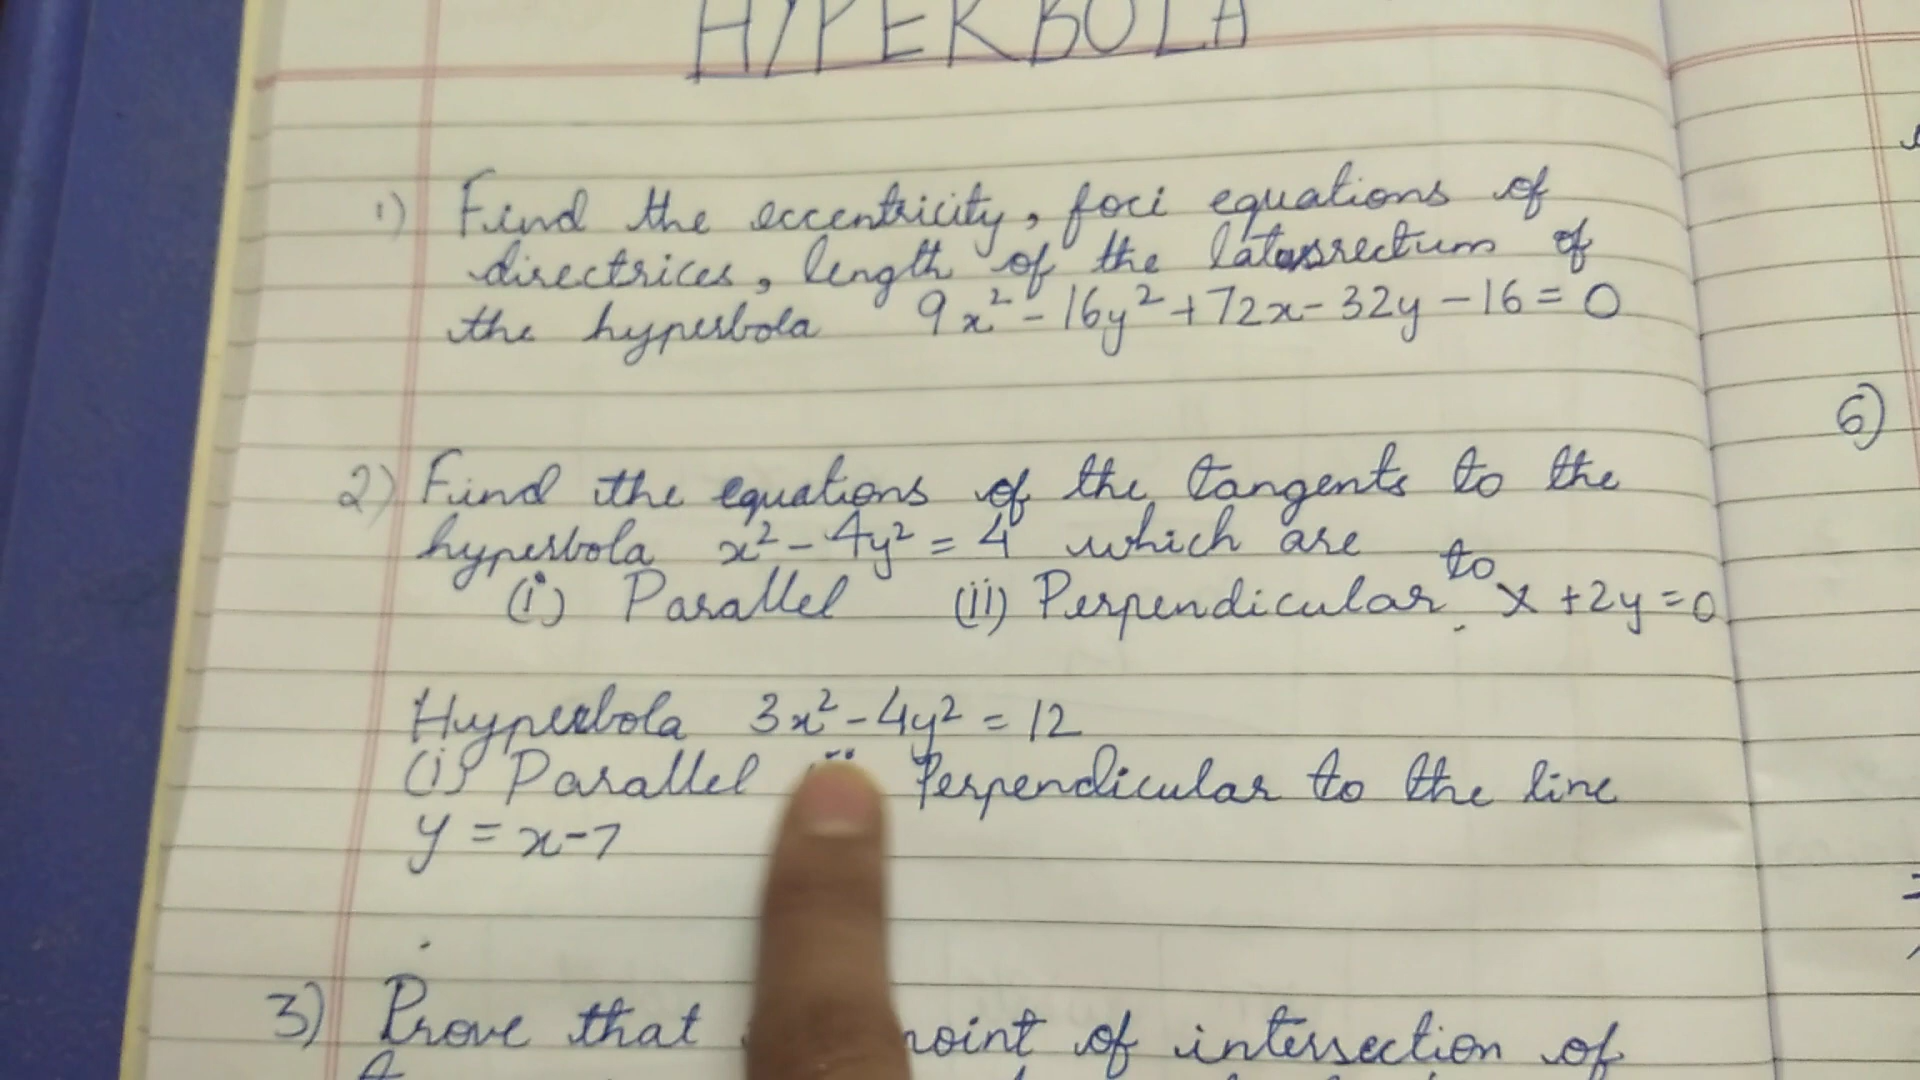 HYPERBOLA
1) Find the eccentricity, foci equations of
directrices, length of the latusrectum of
the hyperbola 9x² - 16y² + 72x - 32y - 16 = 0
6)
2) Find the equations of the tangents to the
hyperbola x² - 4y² = 4 which are
(i) Parallel (ii) Perpendicular to x + 2y = 0
Hyperbola 3x² - 4y² = 12
(i) Parallel Perpendicular to the line
y = x - 7
3) Prove that point of intersection of